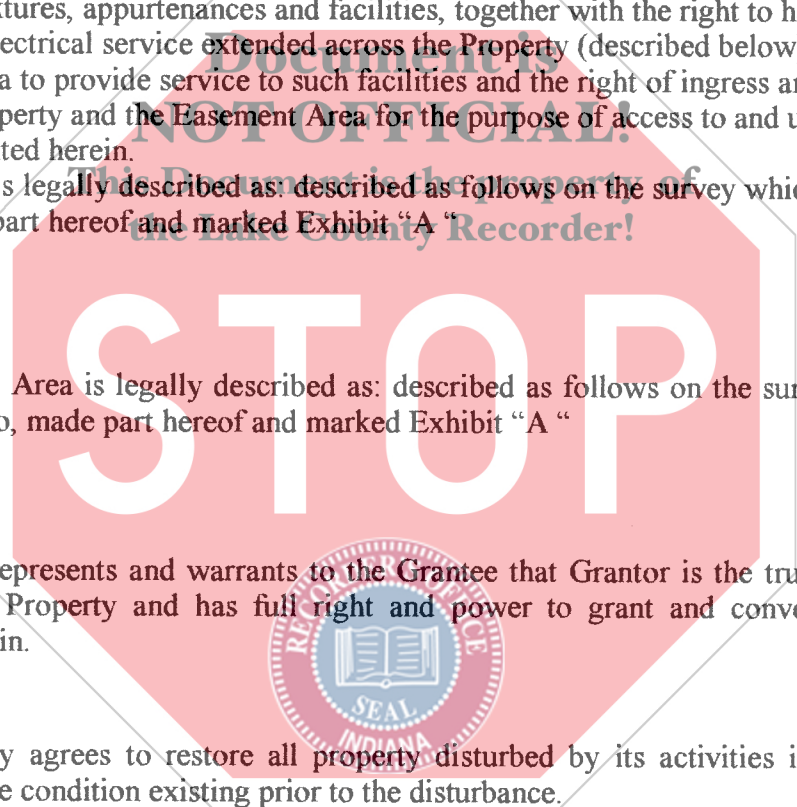 tures, appurtenances and facilities, together with the right to h
ectrical service extended across the Property (described below
Document is
a to provide service to such facilities and the right of ingress a
perty and the Easement Area for the purpose of access to and u
NOT OFFICIAL!
ted herein.
This Document is the property of
s legally described as: described as follows on the survey whic
the Lake County Recorder!
part hereof and marked Exhibit “A “
STOP
Area is legally described as: described as follows on the sur
o, made part hereof and marked Exhibit “A “
epresents and warrants to the Grantee that Grantor is the tru
Property and has full right and power to grant and conve
in.
RECORDER'S OFFICE
SEAL
INDIANA
y agrees to restore all property disturbed by its activities i
e condition existing prior to the disturbance.